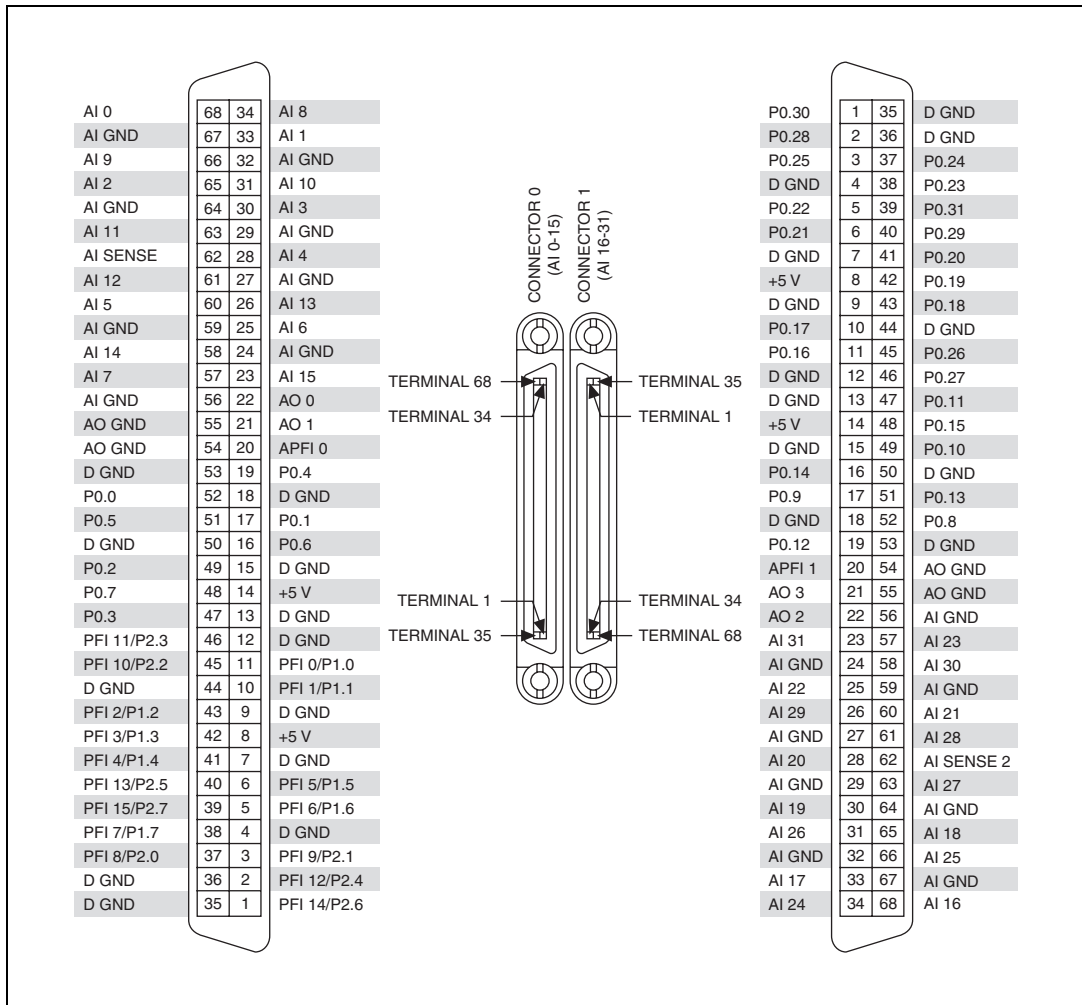 AI 0 68 34 AI 8
AI GND 67 33 AI 1
AI 9 66 32 AI GND
AI 2 65 31 AI 10
AI GND 64 30 AI 3
AI 11 63 29 AI GND
AI SENSE 62 28 AI 4
AI 12 61 27 AI GND
AI 5 60 26 AI 13
AI GND 59 25 AI 6
AI 14 58 24 AI GND
AI 7 57 23 AI 15
AI GND 56 22 AO 0
AO GND 55 21 AO 1
AO GND 54 20 APFI 0
D GND 53 19 P0.4
P0.0 52 18 D GND
P0.5 51 17 P0.1
D GND 50 16 P0.6
P0.2 49 15 D GND
P0.7 48 14 +5 V
P0.3 47 13 D GND
PFI 11/P2.3 46 12 D GND
PFI 10/P2.2 45 11 PFI 0/P1.0
D GND 44 10 PFI 1/P1.1
PFI 2/P1.2 43 9 D GND
PFI 3/P1.3 42 8 +5 V
PFI 4/P1.4 41 7 D GND
PFI 13/P2.5 40 6 PFI 5/P1.5
PFI 15/P2.7 39 5 PFI 6/P1.6
PFI 7/P1.7 38 4 D GND
PFI 8/P2.0 37 3 PFI 9/P2.1
D GND 36 2 PFI 12/P2.4
D GND 35 1 PFI 14/P2.6
CONNECTOR 0
(AI 0-15)
CONNECTOR 1
(AI 16-31)
TERMINAL 68
TERMINAL 34
TERMINAL 35
TERMINAL 1
TERMINAL 1
TERMINAL 35
TERMINAL 34
TERMINAL 68
P0.30 1 35 D GND
P0.28 2 36 D GND
P0.25 3 37 P0.24
D GND 4 38 P0.23
P0.22 5 39 P0.31
P0.21 6 40 P0.29
D GND 7 41 P0.20
+5 V 8 42 P0.19
D GND 9 43 P0.18
P0.17 10 44 D GND
P0.16 11 45 P0.26
D GND 12 46 P0.27
D GND 13 47 P0.11
+5 V 14 48 P0.15
D GND 15 49 P0.10
P0.14 16 50 D GND
P0.9 17 51 P0.13
D GND 18 52 P0.8
P0.12 19 53 D GND
APFI 1 20 54 AO GND
AO 3 21 55 AO GND
AO 2 22 56 AI GND
AI 31 23 57 AI 23
AI GND 24 58 AI 30
AI 22 25 59 AI GND
AI 29 26 60 AI 21
AI GND 27 61 AI 28
AI 20 28 62 AI SENSE 2
AI GND 29 63 AI 27
AI 19 30 64 AI GND
AI 26 31 65 AI 18
AI GND 32 66 AI 25
AI 17 33 67 AI GND
AI 24 34 68 AI 16